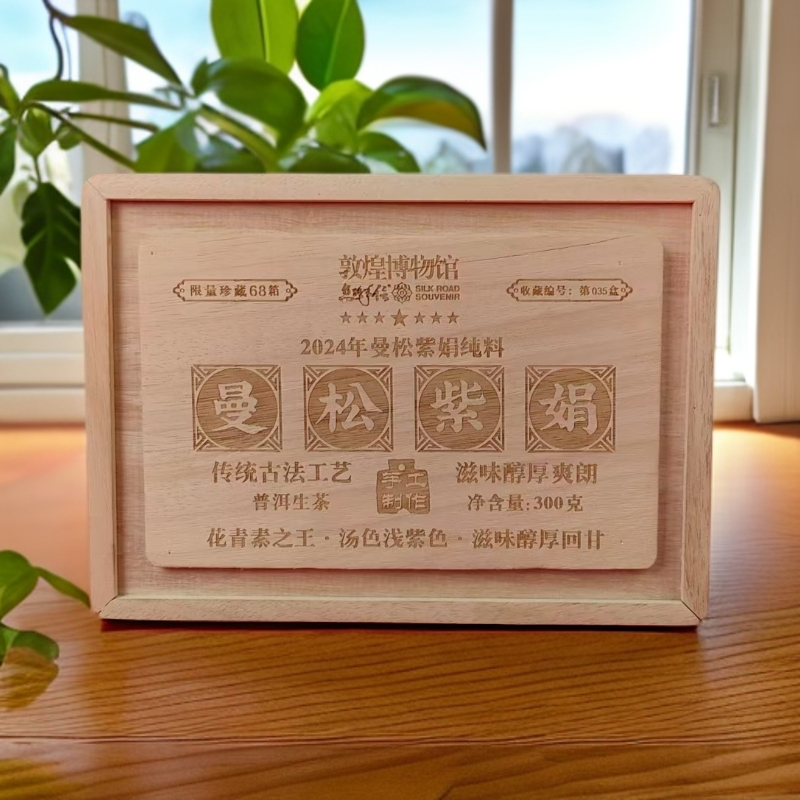 敦煌博物馆
SILK ROAD
SOUVENIR
限量珍藏68箱
收藏编号：第035盒
2024年曼松紫娟纯料
曼松紫娟
传统古法工艺
滋味醇厚爽朗
手工
制作
普洱生茶
净含量:300克
花青素之王·汤色浅紫色·滋味醇厚回甘